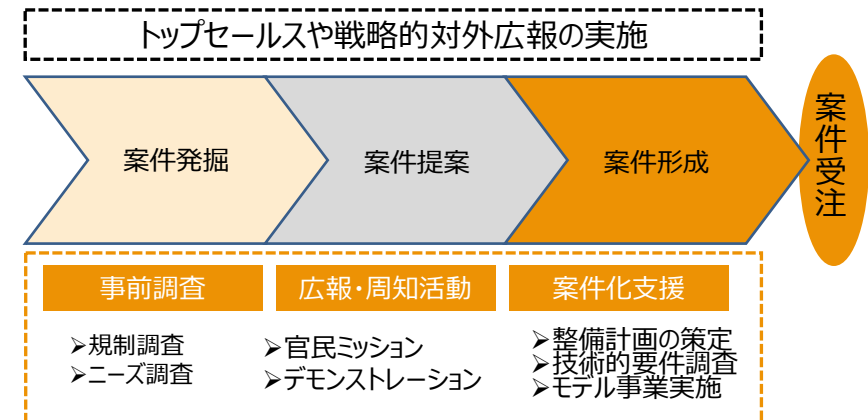 トップセールスや戦略的対外広報の実施
案件発掘
案件提案
案件形成
案件受注
事前調査
➢規制調査
➢ニーズ調査
広報・周知活動
➢官民ミッション
➢デモンストレーション
案件化支援
➢整備計画の策定
➢技術的要件調査
➢モデル事業実施